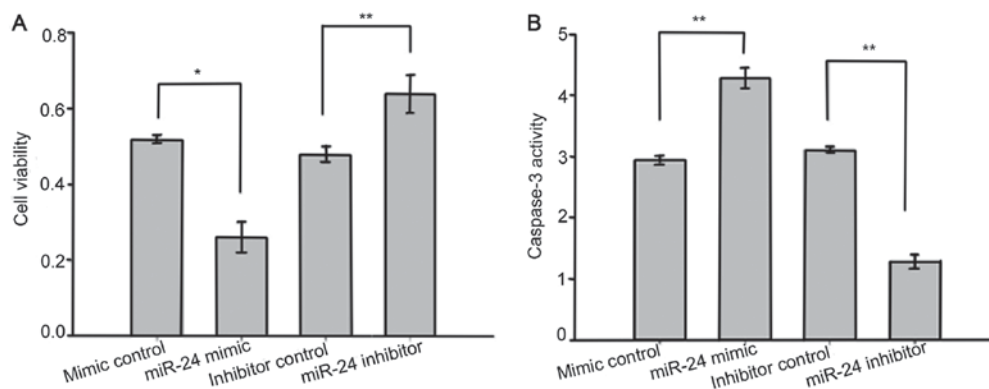 A
Cell viability
0.8
0.6
0.4
0.2
0.0
*
**
Mimic control
miR-24 mimic
Inhibitor control
miR-24 inhibitor
B
Caspase-3 activity
5
4
3
2
1
0
**
**
Mimic control
miR-24 mimic
Inhibitor control
miR-24 inhibitor